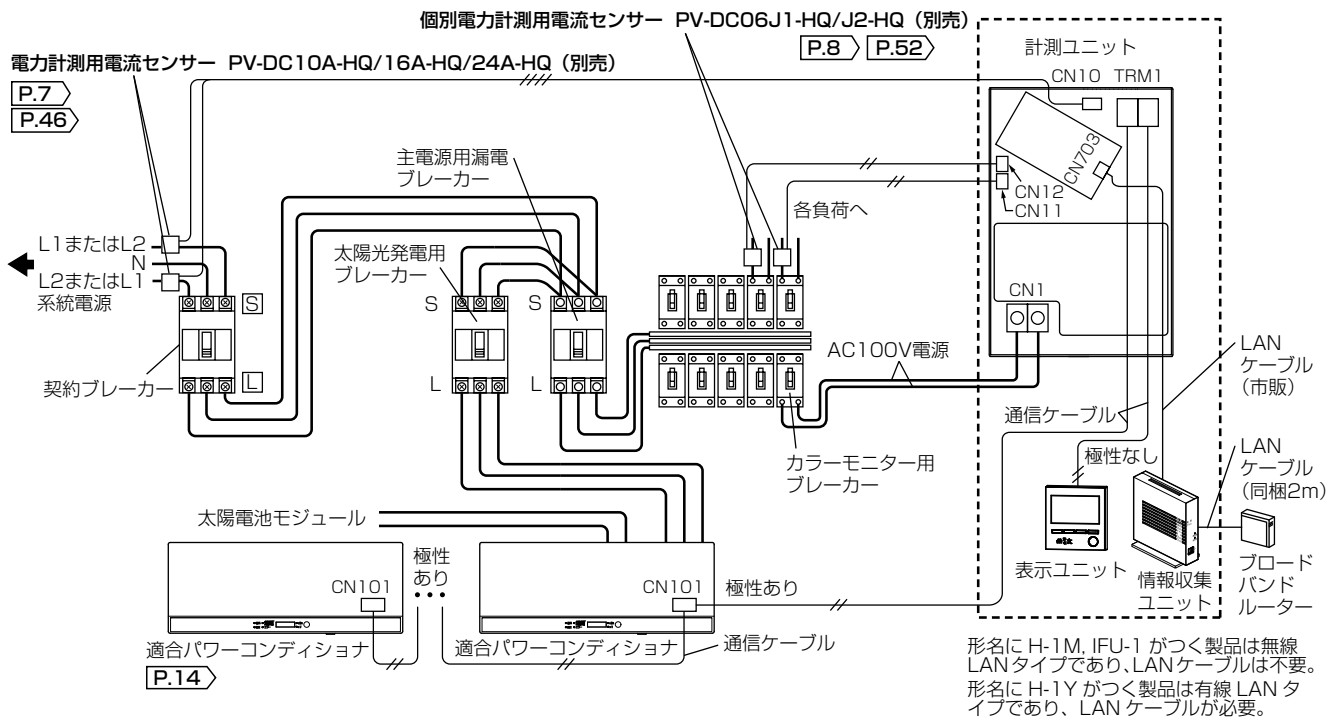 個別電力計測用電流センサー PV-DC06J1-HQ/J2-HQ（別売）
P.8 P.52
電力計測用電流センサー PV-DC10A-HQ/16A-HQ/24A-HQ（別売）
P.7
P.46
計測ユニット
CN10 TRM1
CN703
CN12
CN11
CN1
主電源用漏電
ブレーカー
各負荷へ
L1またはL2
N
L2またはL1
系統電源
太陽光発電用
ブレーカー
S
S
S
L
L
L
契約ブレーカー
AC100V電源
LAN
ケーブル
（市販）
通信ケーブル
極性なし
カラーモニター用
ブレーカー
LAN
ケーブル
（同梱2m）
太陽電池モジュール
極性
あり
CN101
CN101
極性あり
表示ユニット
情報収集
ユニット
ブロード
バンド
ルーター
適合パワーコンディショナ
適合パワーコンディショナ
通信ケーブル
P.14
形名に H-1M, IFU-1 がつく製品は無線
LANタイプであり、LANケーブルは不要。
形名に H-1Y がつく製品は有線 LAN タ
イプであり、LAN ケーブルが必要。